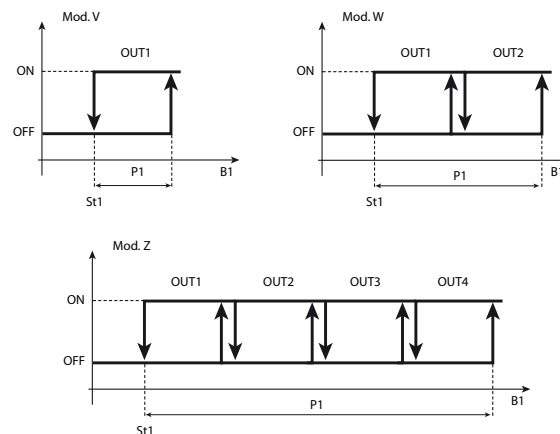 Mod. V
OUT1
ON
OFF
P1
B1
St1
Mod. W
OUT1 OUT2
ON
OFF
P1
B1
St1
Mod. Z
OUT1 OUT2 OUT3 OUT4
ON
OFF
P1
B1
St1